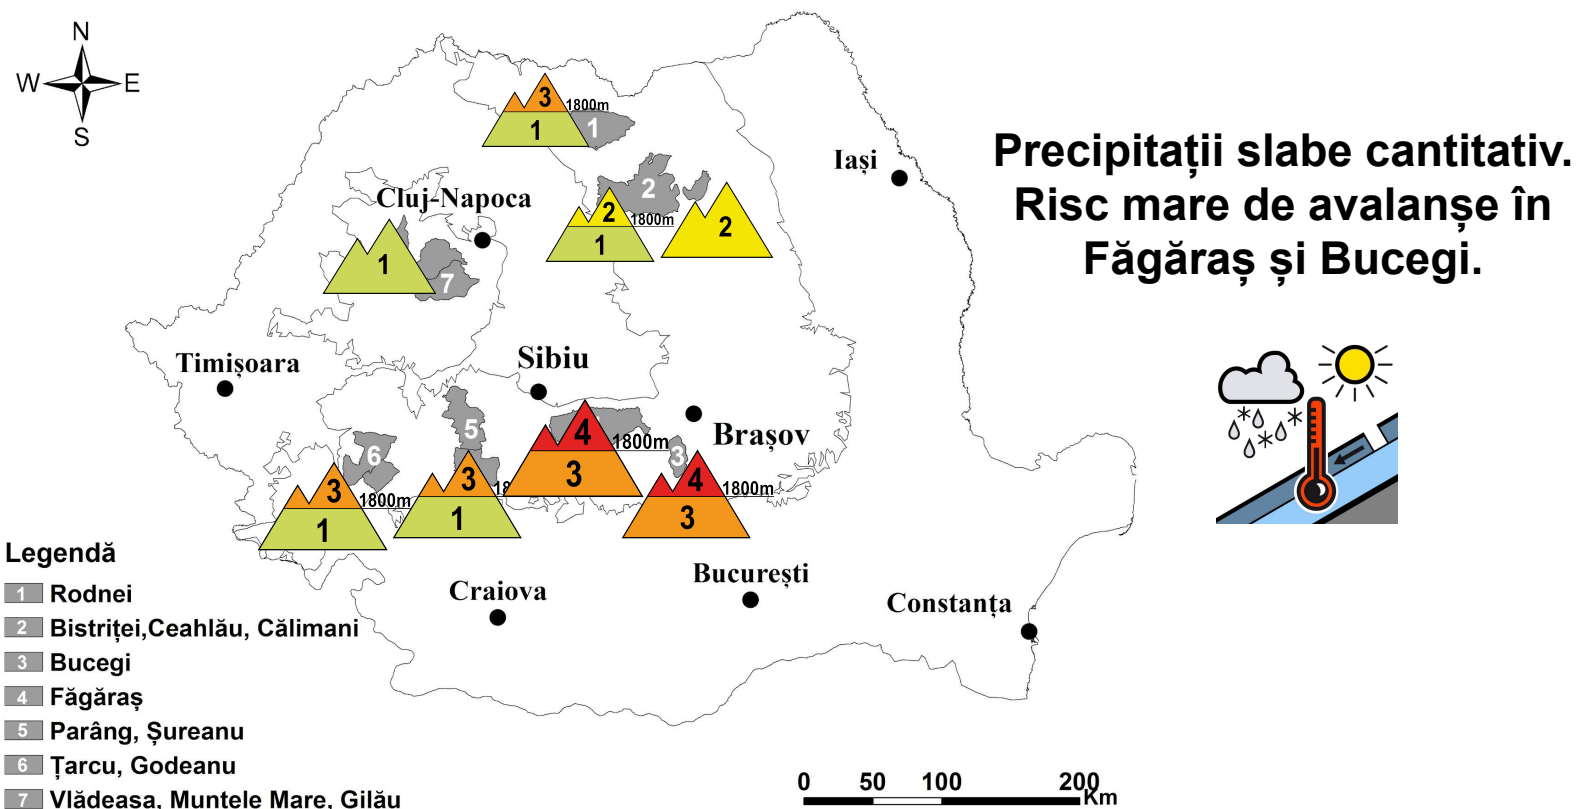 N
W E
S
3
1800m
1
1
Iași
Precipitații slabe cantitativ.
Risc mare de avalanșe în
Făgăraș și Bucegi.
2
Cluj-Napoca
2
1800m
1
2
1
7
Timișoara
Sibiu
Brașov
6
5
4
1800m
3
3
3
1800m
1
3
18
1
4
1800m
3
Craiova
București
Constanța
Legendă
1 Rodnei
2 Bistriței,Ceahlău, Călimani
3 Bucegi
4 Făgăraș
5 Parâng, Șureanu
6 Țarcu, Godeanu
7 Vlădeasa, Muntele Mare, Gilău
0 50 100 200
Km